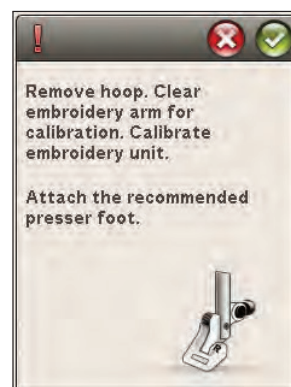 !
Remove hoop. Clear
embroidery arm for
calibration. Calibrate
embroidery unit.
Attach the recommended
presser foot.
R